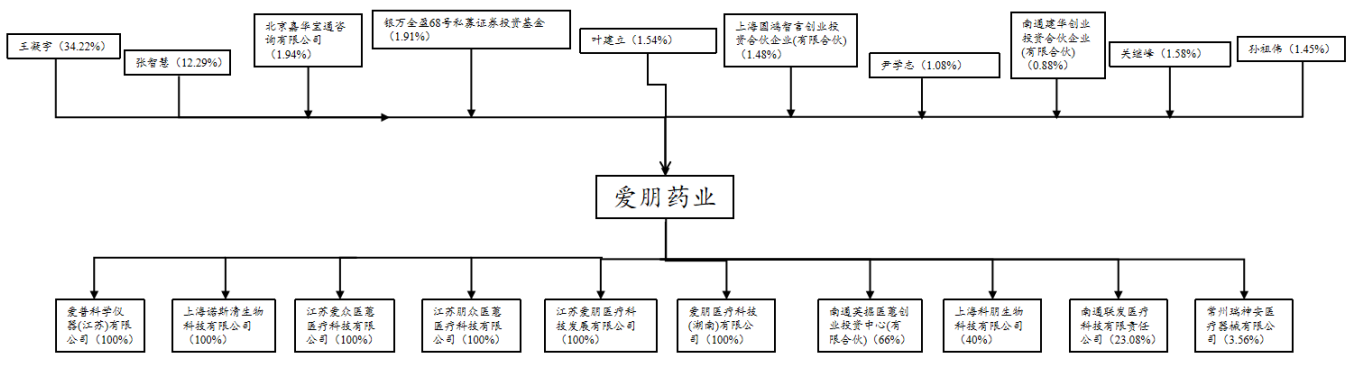 王凝宇（34.22%）
张智慧（12.29%）
北京嘉华宝通咨
询有限公司
（1.94%）
银万全盈68号私募证券投资基金
（1.91%）
叶建立（1.54%）
上海圆鸿智言创业投
资合伙企业(有限合伙)
（1.48%）
尹学志（1.08%）
南通建华创业
投资合伙企业
(有限合伙)
（0.88%）
关继峰（1.58%）
孙祖伟（1.45%）
爱朋药业
爱普科学仪
器(江苏)有限
公司（100%）
上海诺斯清生物
科技有限公司
（100%）
江苏爱众医蕙
医疗科技有限
公司（100%）
江苏朋众医蕙
医疗科技有限
公司（100%）
江苏爱朋医疗科
技发展有限公司
（100%）
爱朋医疗科技
(湖南)有限公
司（100%）
南通英搢医蕙创
业投资中心(有
限合伙)（66%）
上海科朋生物
科技有限公司
（40%）
南通联发医疗
科技有限责任
公司（23.08%）
常州瑞神安医
疗器械有限公
司（3.56%）